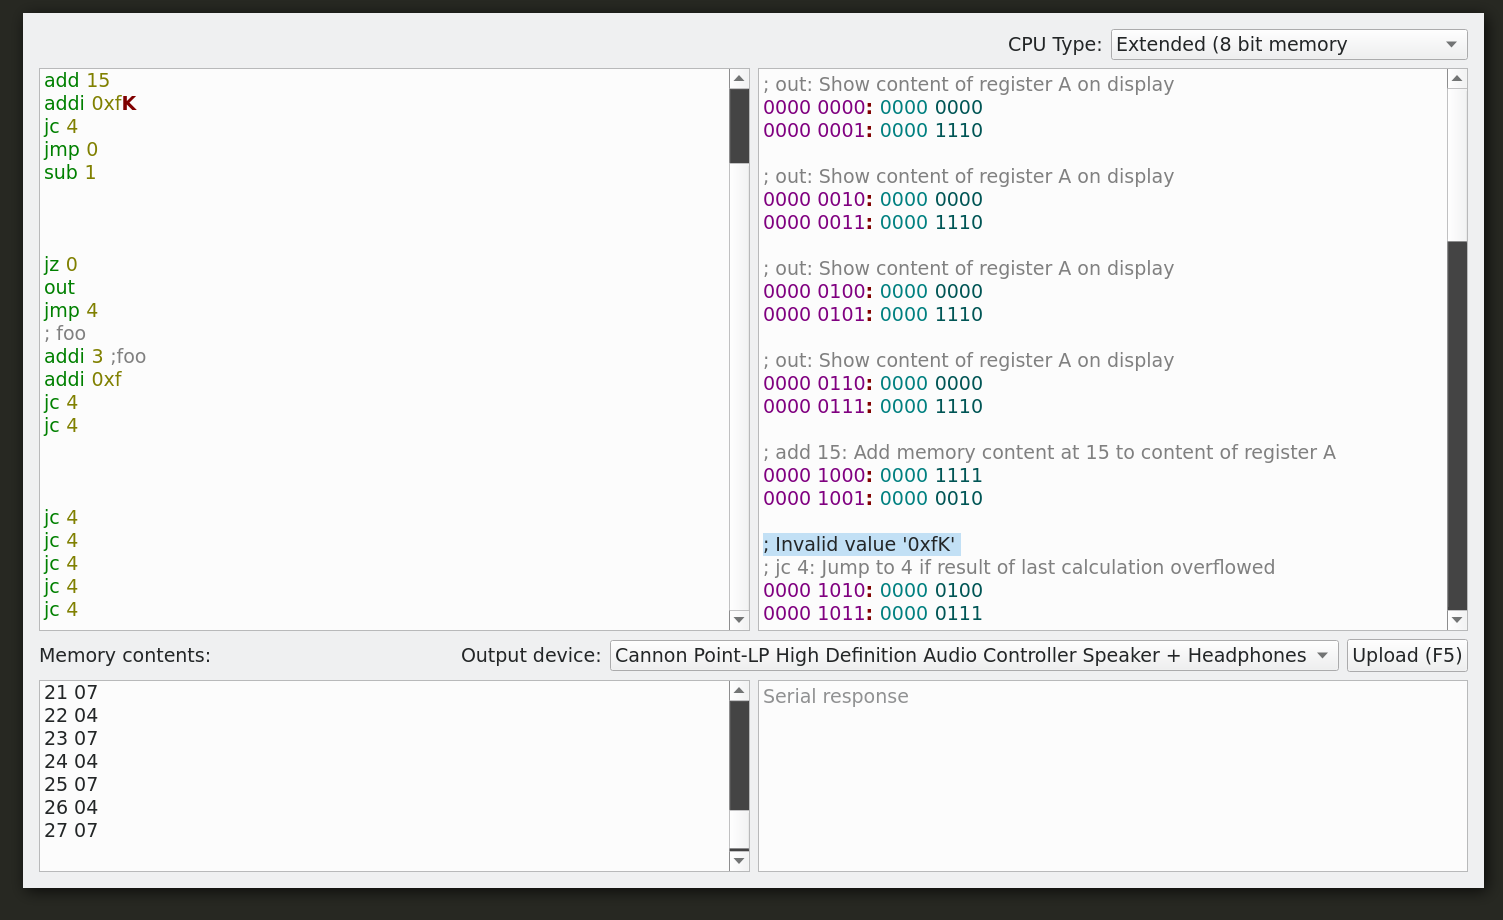 CPU Type: Extended (8 bit memory
add 15
addi 0xfK
jc 4
jmp 0
sub 1
jz 0
out
jmp 4
; foo
addi 3 ;foo
addi 0xf
jc 4
jc 4
jc 4
jc 4
jc 4
jc 4
jc 4
; out: Show content of register A on display
0000 0000: 0000 0000
0000 0001: 0000 1110
; out: Show content of register A on display
0000 0010: 0000 0000
0000 0011: 0000 1110
; out: Show content of register A on display
0000 0100: 0000 0000
0000 0101: 0000 1110
; out: Show content of register A on display
0000 0110: 0000 0000
0000 0111: 0000 1110
; add 15: Add memory content at 15 to content of register A
0000 1000: 0000 1111
0000 1001: 0000 0010
; Invalid value '0xfK'
; jc 4: Jump to 4 if result of last calculation overflowed
0000 1010: 0000 0100
0000 1011: 0000 0111
Memory contents:
Output device: Cannon Point-LP High Definition Audio Controller Speaker + Headphones
Upload (F5)
21 07
22 04
23 07
24 04
25 07
26 04
27 07
Serial response